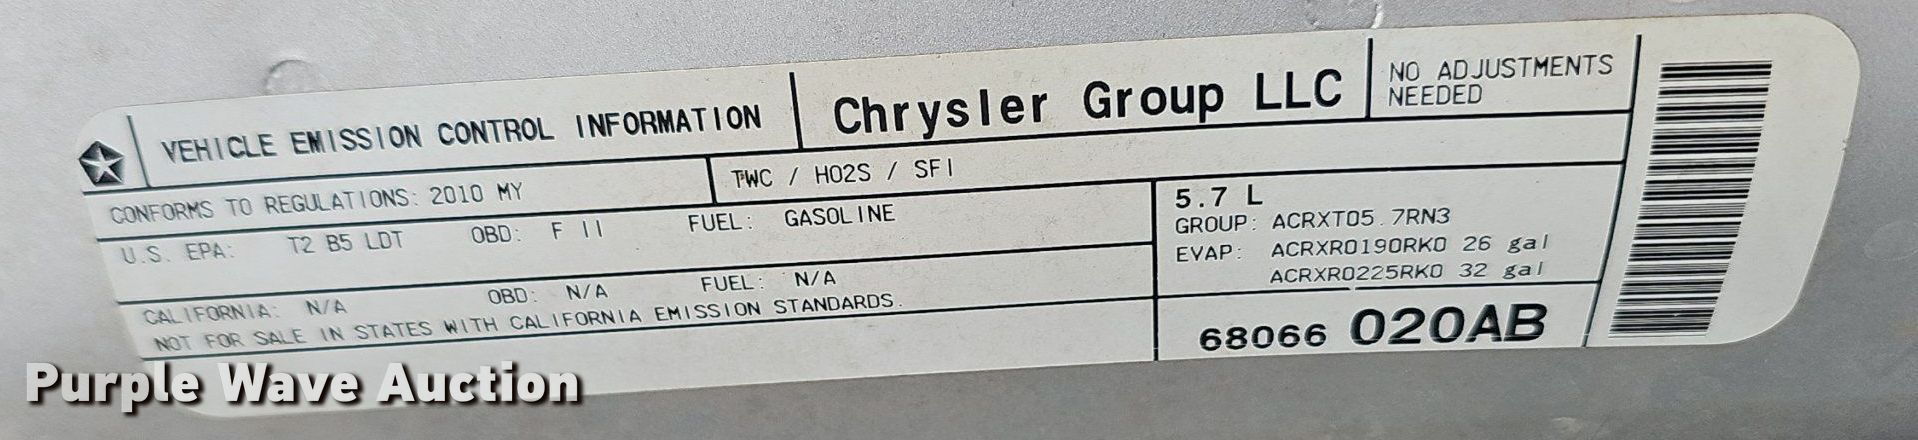 VEHICLE EMISSION CONTROL INFORMATION
Chrysler Group LLC
NO ADJUSTMENTS
NEEDED
CONFORMS TO REGULATIONS: 2010 MY
TWC / HO2S / SFI
U.S. EPA: T2 B5 LDT OBD: F II FUEL: GASOLINE
CALIFORNIA: N/A OBD: N/A FUEL: N/A
NOT FOR SALE IN STATES WITH CALIFORNIA EMISSION STANDARDS.
5.7 L
GROUP: ACRXT05.7RN3
EVAP: ACRXR0190RK0 26 gal
ACRXR0225RK0 32 gal
68066 020AB
Purple Wave Auction